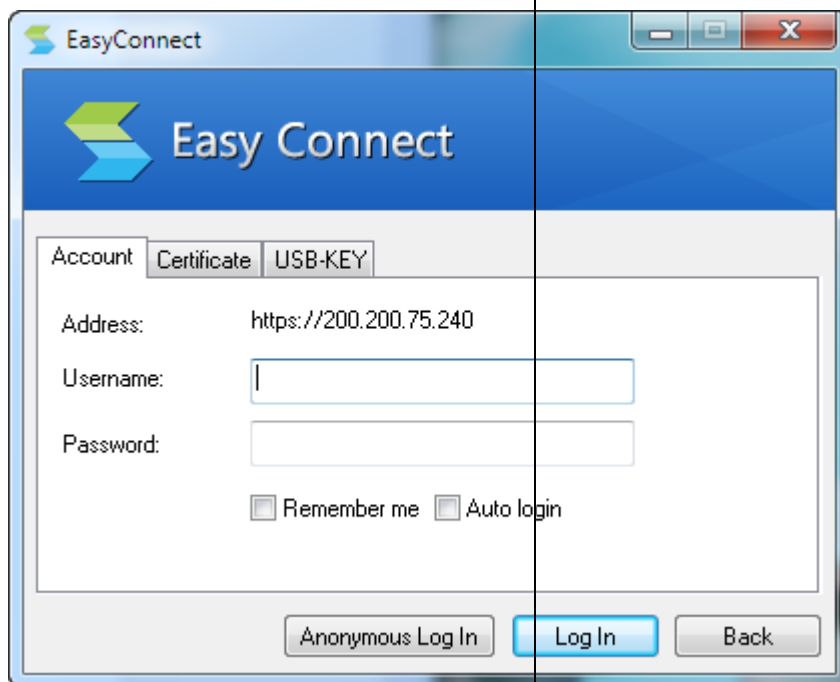 EasyConnect
Easy Connect
Account Certificate USB-KEY
Address: https://200.200.75.240
Username:
Password:
Remember me Auto login
Anonymous Log In Log In Back